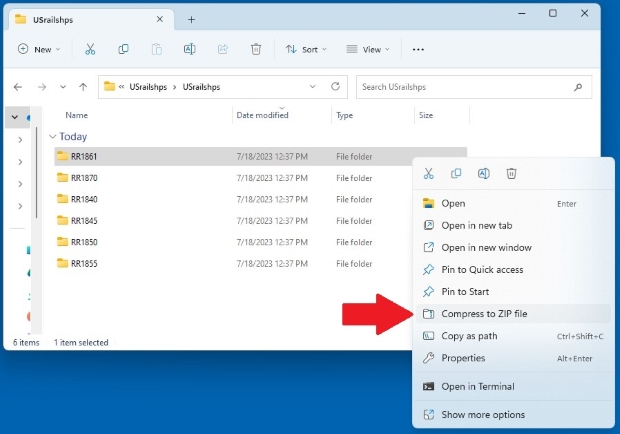 USrailshps
New
Sort
View
« USrailshps > USrailshps
Search USrailshps
Name Date modified Type Size
Today
RR1861 7/18/2023 12:37 PM File folder
RR1870 7/18/2023 12:37 PM File folder
RR1840 7/18/2023 12:37 PM File folder
RR1845 7/18/2023 12:37 PM File folder
RR1850 7/18/2023 12:37 PM File folder
RR1855 7/18/2023 12:37 PM File folder
6 items 1 item selected
Open Enter
Open in new tab
Open in new window
Pin to Quick access
Pin to Start
Compress to ZIP file
Copy as path Ctrl+Shift+C
Properties Alt+Enter
Open in Terminal
Show more options